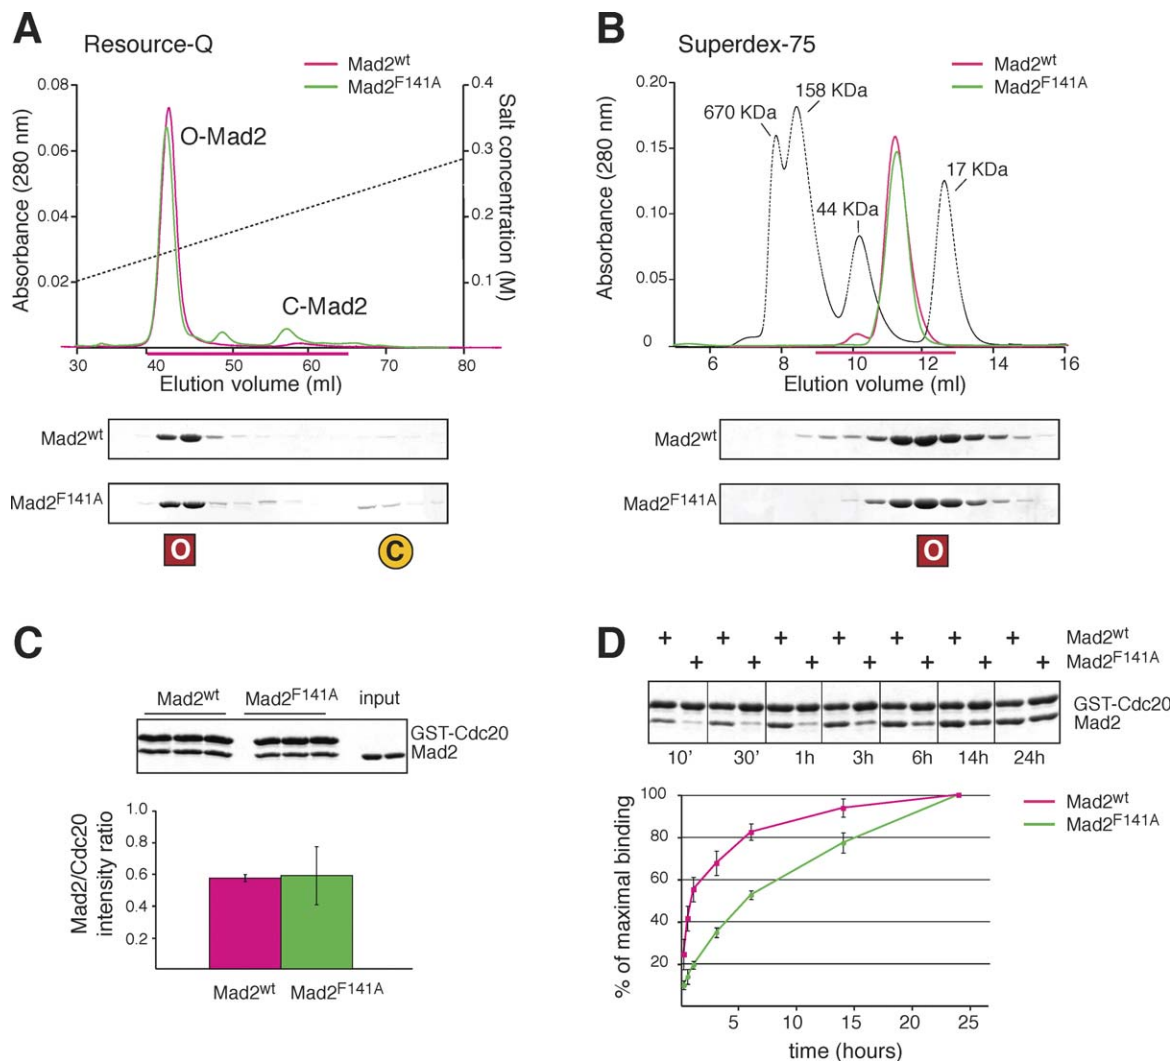 A
Resource-Q
Mad2wt
Mad2F141A
0.08
0.06
0.04
0.02
Absorbance (280 nm)
O-Mad2
C-Mad2
0.4
0.3
0.2
0.1
Salt concentration (M)
30 40 50 60 70 80
Elution volume (ml)
Mad2wt
Mad2F141A
O
C
B
Superdex-75
Mad2wt
Mad2F141A
0.20
0.15
0.10
0.05
0
Absorbance (280 nm)
670 KDa
158 KDa
44 KDa
17 KDa
6 8 10 12 14 16
Elution volume (ml)
Mad2wt
Mad2F141A
O
C
Mad2wt Mad2F141A input
GST-Cdc20
Mad2
1.0
0.8
0.6
0.4
0.2
Mad2/Cdc20
intensity ratio
Mad2wt Mad2F141A
D
+ + + + + + + Mad2wt
+ + + + + + + Mad2F141A
GST-Cdc20
Mad2
10’ 30’ 1h 3h 6h 14h 24h
100
80
60
40
20
% of maximal binding
Mad2wt
Mad2F141A
5 10 15 20 25
time (hours)